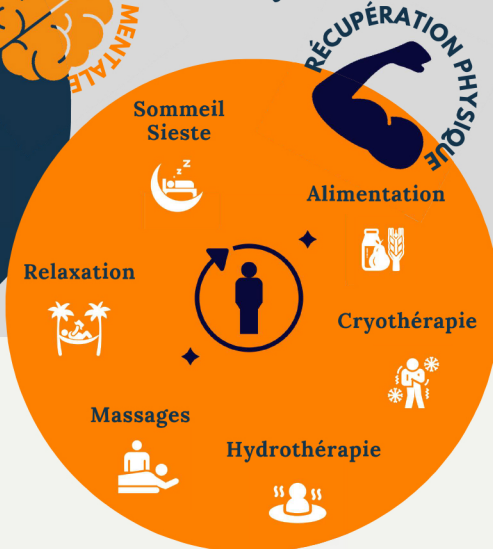 MENTALE
RÉCUPÉRATION PHYSIQUE
Sommeil
Sieste
z z
Alimentation
Relaxation
Cryothérapie
Massages
Hydrothérapie